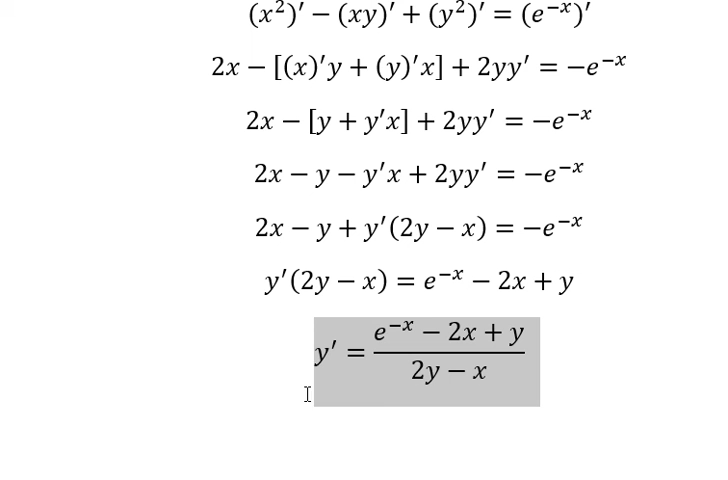 (x²)′ − (xy)′ + (y²)′ = (e⁻ˣ)′
2x − [(x)′y + (y)′x] + 2yy′ = −e⁻ˣ
2x − [y + y′x] + 2yy′ = −e⁻ˣ
2x − y − y′x + 2yy′ = −e⁻ˣ
2x − y + y′(2y − x) = −e⁻ˣ
y′(2y − x) = e⁻ˣ − 2x + y
y′ = (e⁻ˣ − 2x + y)/(2y − x)